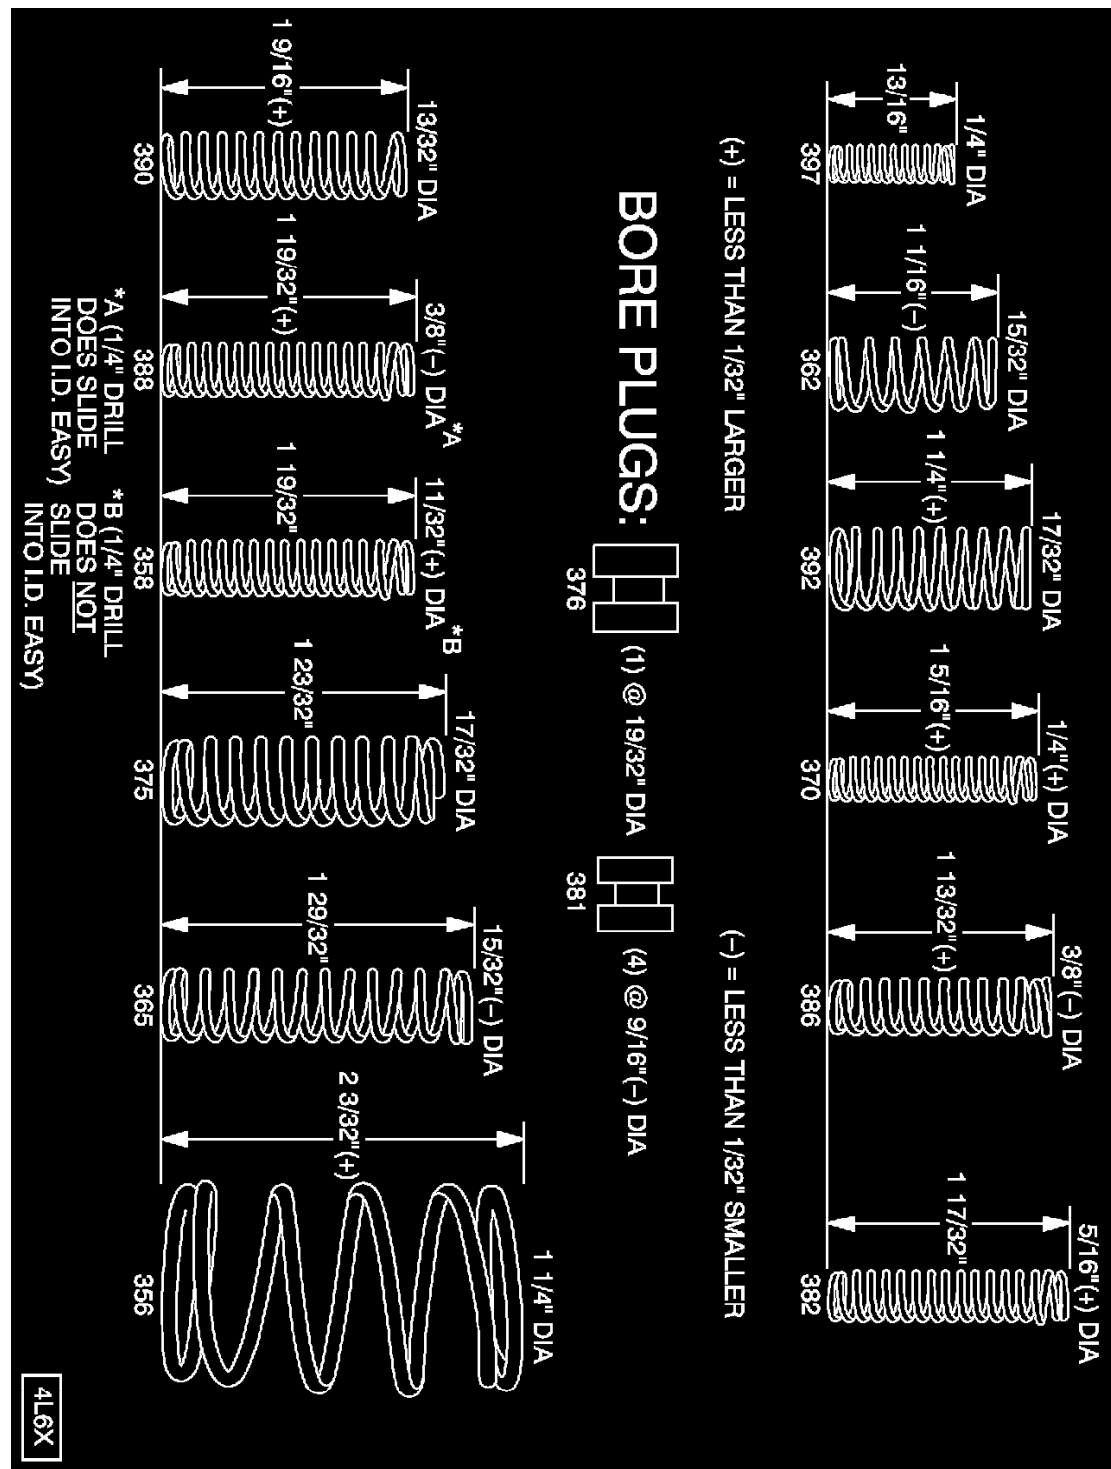 13/16"
1/4" DIA
397
1 1/16"(–)
15/32" DIA
362
1 1/4"(+)
17/32" DIA
392
1 5/16"(+)
1/4"(+) DIA
370
1 13/32"(+)
3/8"(–) DIA
386
1 17/32"
5/16"(+) DIA
382
(+) = LESS THAN 1/32" LARGER
(–) = LESS THAN 1/32" SMALLER
BORE PLUGS:
376
(1) @ 19/32" DIA
381
(4) @ 9/16"(–) DIA
1 9/16"(+)
13/32" DIA
390
1 19/32"(+)
3/8"(–) DIA *A
388
1 19/32"
11/32"(+) DIA *B
358
1 23/32"
17/32" DIA
375
1 29/32"
15/32"(–) DIA
365
2 3/32"(+)
1 1/4" DIA
356
*A (1/4" DRILL
DOES SLIDE
INTO I.D. EASY)
*B (1/4" DRILL
DOES NOT
SLIDE
INTO I.D. EASY)
4L6X